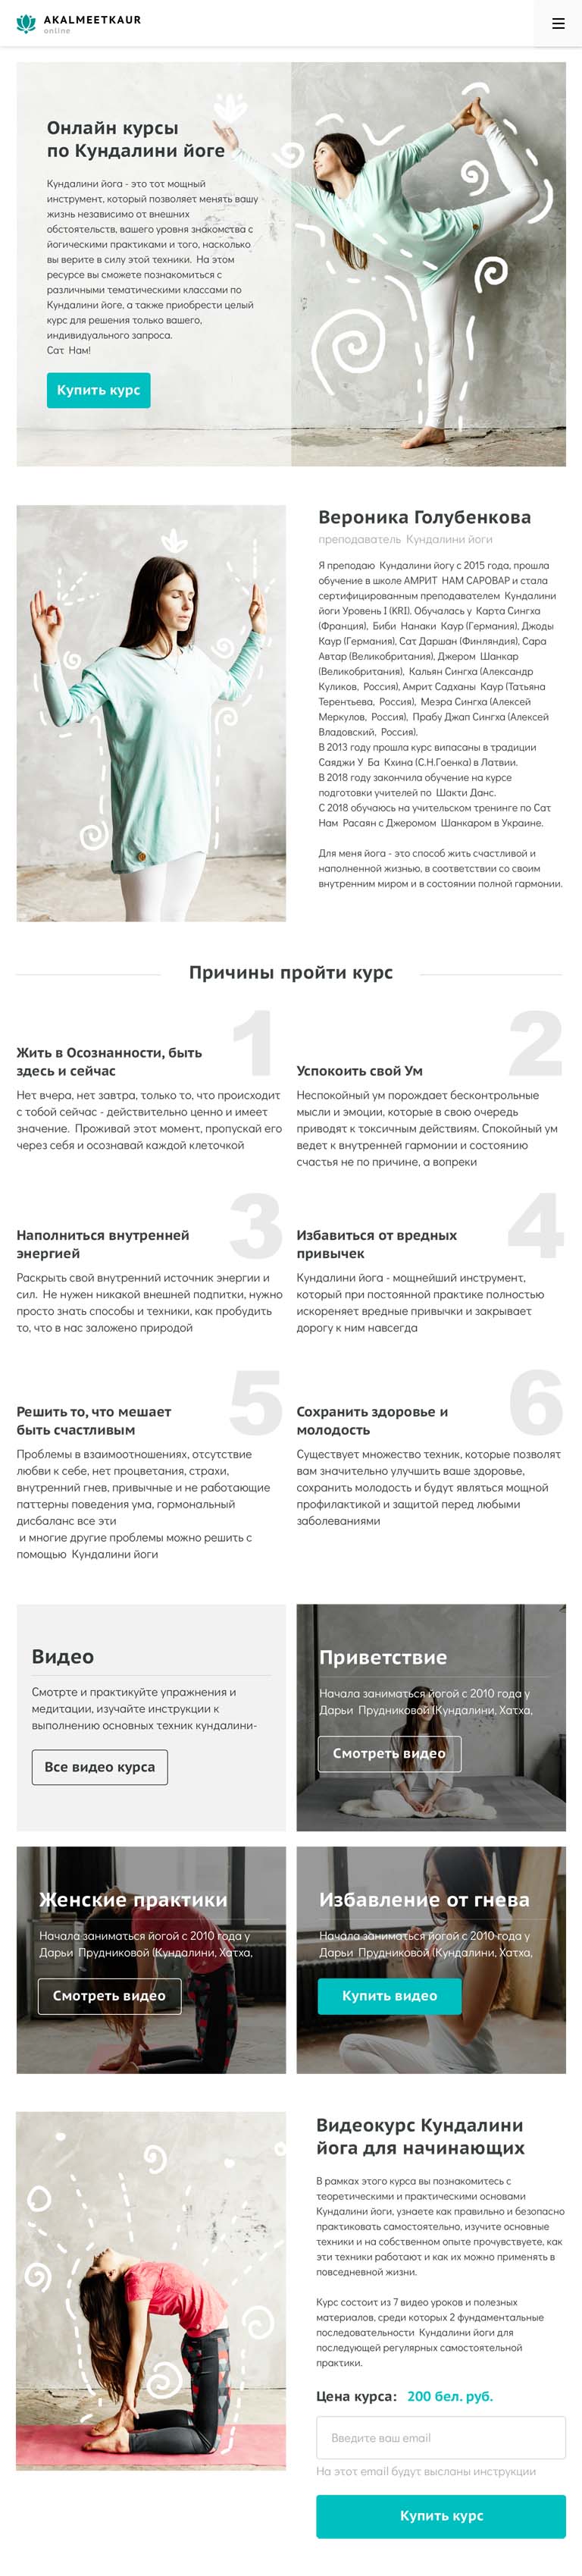 AKALMEETKAUR
online
Онлайн курсы
по Кундалини йоге
Кундалини йога - это тот мощный
инструмент, который позволяет менять вашу
жизнь независимо от внешних
обстоятельств, вашего уровня знакомства с
йогическими практиками и того, насколько
вы верите в силу этой техники. На этом
ресурсе вы сможете познакомиться с
различными тематическими классами по
Кундалини йоге, а также приобрести целый
курс для решения только вашего,
индивидуального запроса.
Сат Нам!
Купить курс
Вероника Голубенкова
преподаватель Кундалини йоги
Я преподаю Кундалини йогу с 2015 года, прошла
обучение в школе АМРИТ НАМ САРОВАР и стала
сертифицированным преподавателем Кундалини
йоги Уровень I (KRI). Обучалась у Карта Сингха
(Франция), Биби Нанаки Каур (Германия), Джоды
Каур (Германия), Сат Даршан (Финляндия), Сара
Автар (Великобритания), Джером Шанкар
(Великобритания), Кальян Сингха (Александр
Куликов, Россия), Амрит Садханы Каур (Татьяна
Терентьева, Россия), Меэра Сингха (Алексей
Меркулов, Россия), Прабу Джап Сингха (Алексей
Владовский, Россия).
В 2013 году прошла курс випасаны в традиции
Саяджи У Ба Кхина (С.Н.Гоенка) в Латвии.
В 2018 году закончила обучение на курсе
подготовки учителей по Шакти Данс.
С 2018 обучаюсь на учительском тренинге по Сат
Нам Расаян с Джеромом Шанкаром в Украине.
Для меня йога - это способ жить счастливой и
наполненной жизнью, в соответствии со своим
внутренним миром и в состоянии полной гармонии.
Причины пройти курс
1
Жить в Осознанности, быть
здесь и сейчас
Нет вчера, нет завтра, только то, что происходит
с тобой сейчас - действительно ценно и имеет
значение. Проживай этот момент, пропускай его
через себя и осознавай каждой клеточкой
2
Успокоить свой Ум
Неспокойный ум порождает бесконтрольные
мысли и эмоции, которые в свою очередь
приводят к токсичным действиям. Спокойный ум
ведет к внутренней гармонии и состоянию
счастья не по причине, а вопреки
3
Наполниться внутренней
энергией
Раскрыть свой внутренний источник энергии и
сил. Не нужен никакой внешней подпитки, нужно
просто знать способы и техники, как пробудить
то, что в нас заложено природой
4
Избавиться от вредных
привычек
Кундалини йога - мощнейший инструмент,
который при постоянной практике полностью
искореняет вредные привычки и закрывает
дорогу к ним навсегда
5
Решить то, что мешает
быть счастливым
Проблемы в взаимоотношениях, отсутствие
любви к себе, нет процветания, страхи,
внутренний гнев, привычные и не работающие
паттерны поведения ума, гормональный
дисбаланс все эти
и многие другие проблемы можно решить с
помощью Кундалини йоги
6
Сохранить здоровье и
молодость
Существует множество техник, которые позволят
вам значительно улучшить ваше здоровье,
сохранить молодость и будут являться мощной
профилактикой и защитой перед любыми
заболеваниями
Видео
Смотрте и практикуйте упражнения и
медитации, изучайте инструкции к
выполнению основных техник кундалини-
Все видео курса
Приветствие
Начала заниматься йогой с 2010 года у
Дарьи Прудниковой (Кундалини, Хатха,
Смотреть видео
Женские практики
Начала заниматься йогой с 2010 года у
Дарьи Прудниковой (Кундалини, Хатха,
Смотреть видео
Избавление от гнева
Начала заниматься йогой с 2010 года у
Дарьи Прудниковой (Кундалини, Хатха,
Купить видео
Видеокурс Кундалини
йога для начинающих
В рамках этого курса вы познакомитесь с
теоретическими и практическими основами
Кундалини йоги, узнаете как правильно и безопасно
практиковать самостоятельно, изучите основные
техники и на собственном опыте прочувствуете, как
эти техники работают и как их можно применять в
повседневной жизни.
Курс состоит из 7 видео уроков и полезных
материалов, среди которых 2 фундаментальные
последовательности Кундалини йоги для
последующей регулярных самостоятельной
практики.
Цена курса: 200 бел. руб.
Введите ваш email
На этот email будут высланы инструкции
Купить курс